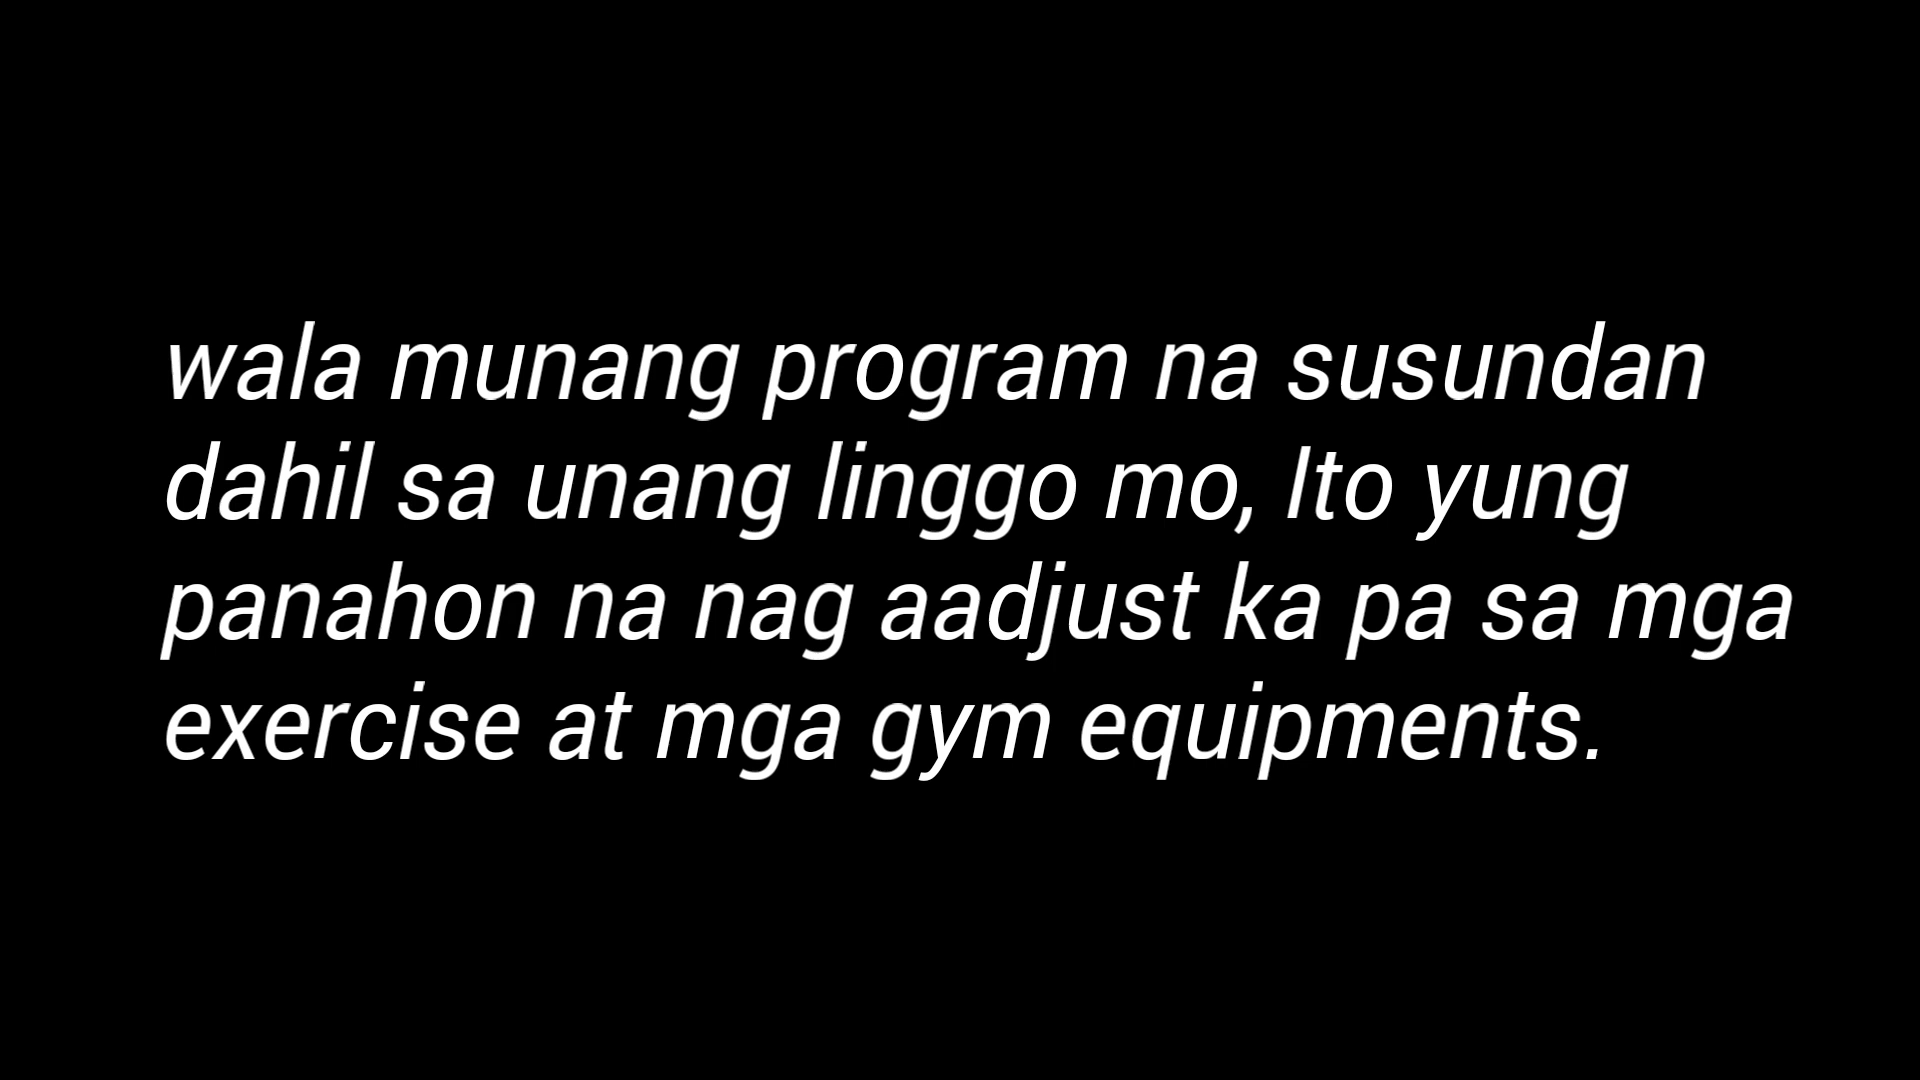 wala munang program na susundan
dahil sa unang linggo mo, Ito yung
panahon na nag aadjust ka pa sa mga
exercise at mga gym equipments.